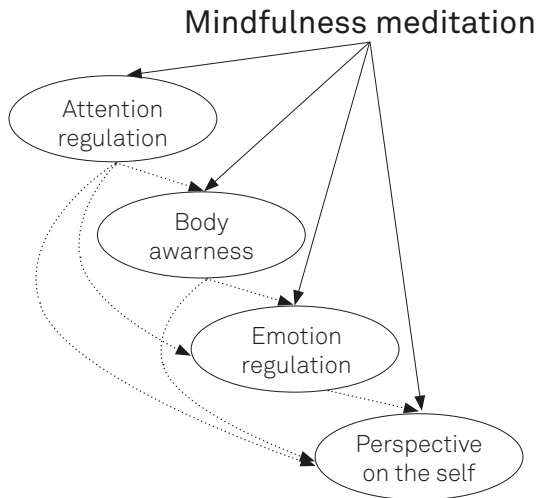 Mindfulness meditation
Attention
regulation
Body
awarness
Emotion
regulation
Perspective
on the self